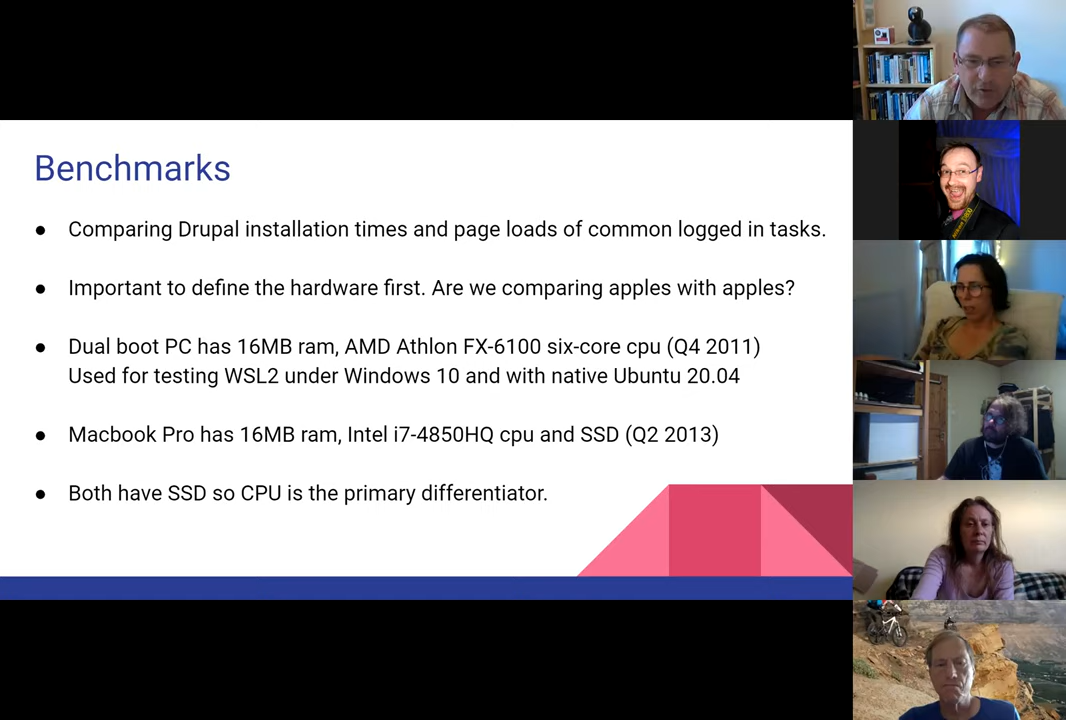 Benchmarks
● Comparing Drupal installation times and page loads of common logged in tasks.
● Important to define the hardware first. Are we comparing apples with apples?
● Dual boot PC has 16MB ram, AMD Athlon FX-6100 six-core cpu (Q4 2011)
Used for testing WSL2 under Windows 10 and with native Ubuntu 20.04
● Macbook Pro has 16MB ram, Intel i7-4850HQ cpu and SSD (Q2 2013)
● Both have SSD so CPU is the primary differentiator.